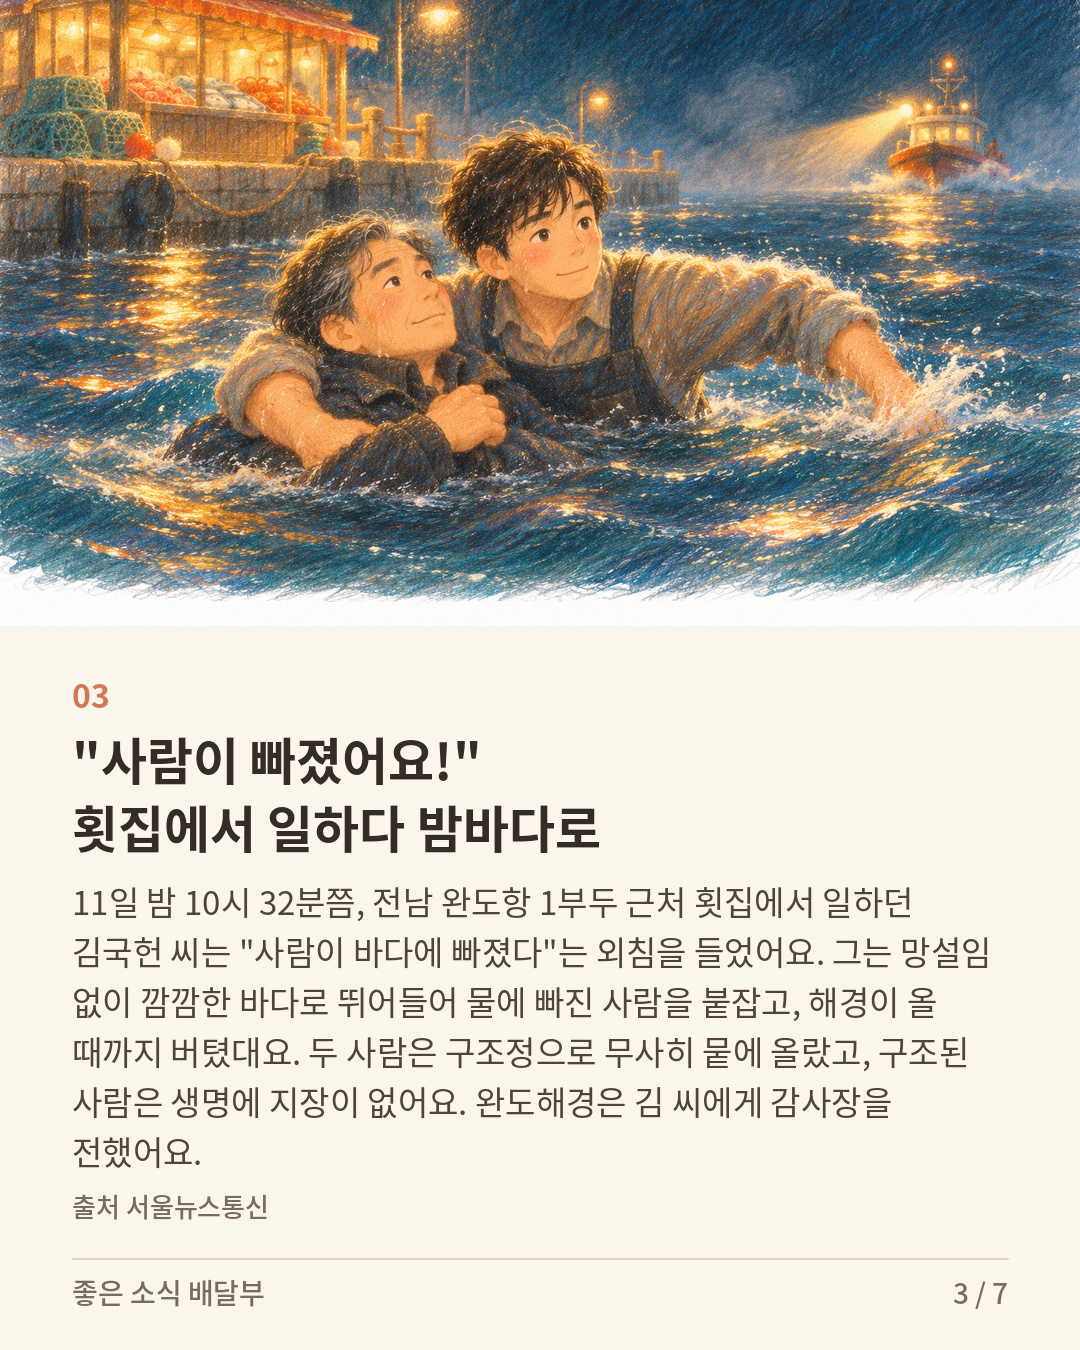 03
"사람이 빠졌어요!"
횟집에서 일하다 밤바다로
11일 밤 10시 32분쯤, 전남 완도항 1부두 근처 횟집에서 일하던
김국헌 씨는 "사람이 바다에 빠졌다"는 외침을 들었어요. 그는 망설임
없이 깜깜한 바다로 뛰어들어 물에 빠진 사람을 붙잡고, 해경이 올
때까지 버텼대요. 두 사람은 구조정으로 무사히 뭍에 올랐고, 구조된
사람은 생명에 지장이 없어요. 완도해경은 김 씨에게 감사장을
전했어요.
출처 서울뉴스통신
좋은 소식 배달부
3 / 7